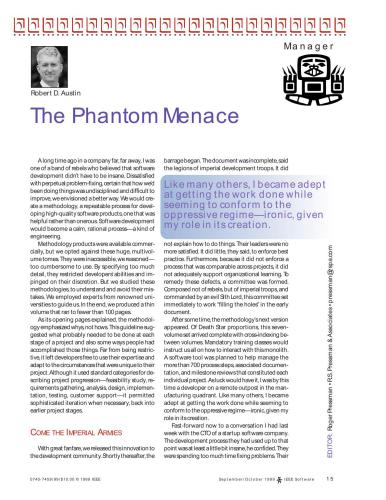 Manager
Robert D. Austin
The Phantom Menace
A long time ago in a company far, far away, I was
one of a band of rebels who believed that software
development didn't have to be insane. Dissatisfied
with perpetual problem-fixing, certain that how well
been doing things was undisciplined and difficult to
improve, we envisioned a better way. We would cre-
ate a methodology, a repeatable process for devel-
oping high-quality software products, one that was
helpful rather than onerous. Software development
would become a calm, rational process—a kind of
engineering.
Methodology products were available commer-
cially, but we opted against these huge, multivol-
ume tomes. They were inaccessible, we reasoned—
too cumbersome to use. By specifying too much
detail, they restricted developer abilities and im-
pinged on their discretion. But we studied these
methodologies to understand and avoid their mis-
takes. We employed experts from renowned uni-
versities to guide us. In the end, we produced a thin
volume that ran to fewer than 100 pages.
As its opening pages explained, the methodol-
ogy emphasized whys, not hows. This guideline sug-
gested what probably needed to be done at each
stage of a project and also some ways people had
accomplished those things. Far from being restric-
tive, it left developers free to use their expertise and
adapt to the circumstances that were unique to their
project. Although it used standard categories for de-
scribing project progression—feasibility study, re-
quirements gathering, analysis, design, implemen-
tation, testing, customer support—it permitted
sophisticated iteration when necessary, back into
earlier project stages.
COME THE IMPERIAL ARMIES
With great fanfare, we released this innovation to
the development community. Shortly thereafter, the
barrage began. The document was incomplete, said
the legions of imperial development troops. It did
Like many others, I became adept
at getting the work done while
seeming to conform to the
oppressive regime—ironic, given
my role in its creation.
not explain how to do things. Their leaders were no
more satisfied. It did little, they said, to enforce best
practice. Furthermore, because it did not enforce a
process that was comparable across projects, it did
not adequately support organizational learning. To
remedy these defects, a committee was formed.
Composed not of rebels, but of imperial troops, and
commanded by an evil Sith Lord, this committee set
immediately to work "filling the holes" in the early
document.
After some time, the methodology's next version
appeared. Of Death Star proportions, this seven-
volume set arrived complete with cross-indexing be-
tween volumes. Mandatory training classes would
instruct us all on how to interact with this monolith.
A software tool was planned to help manage the
more than 700 process steps, associated documen-
tation, and milestone reviews that constituted each
individual project. As luck would have it, I was by this
time a developer on a remote outpost in the man-
ufacturing quadrant. Like many others, I became
adept at getting the work done while seeming to
conform to the oppressive regime—ironic, given my
role in its creation.
Fast-forward now to a conversation I had last
week with the CTO of a startup software company.
The development process they had used up to that
point was at least a little bit insane, he confided. They
were spending too much time fixing problems. Their
EDITOR: Roger Pressman • R.S. Pressman & Associates • pressman@rspa.com
0740-7459/99/$10.00 © 1999 IEEE
September/October 1999 IEEE Software 15